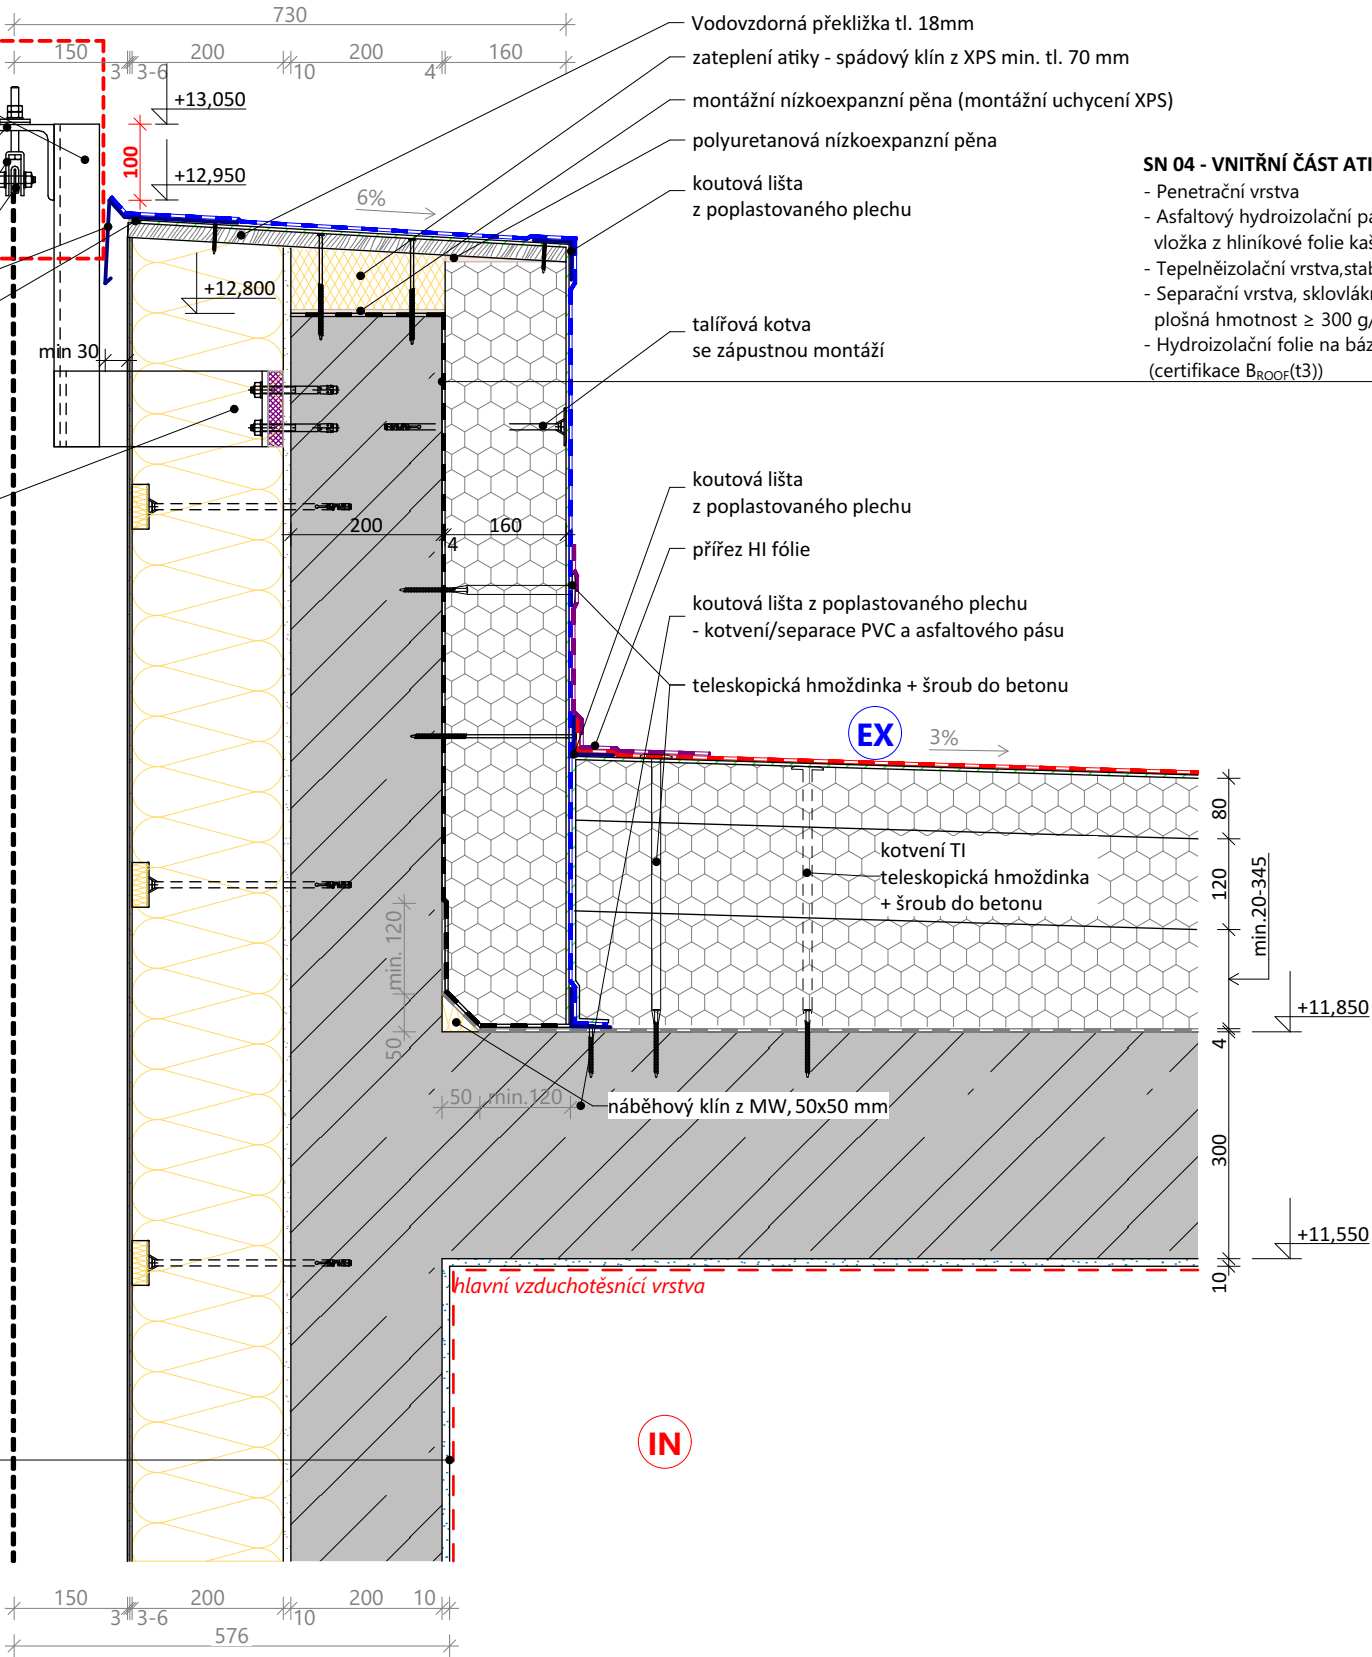 730
150
200
200
160
3
3-6
10
4
Vodovzdorná překližka tl. 18mm
zateplení atiky - spádový klín z XPS min. tl. 70 mm
montážní nízkoexpanzní pěna (montážní uchycení XPS)
polyuretanová nízkoexpanzní pěna
koutová lišta
z poplastovaného plechu
+13,050
100
+12,950
6%
SN 04 - VNITŘNÍ ČÁST ATI
- Penetrační vrstva
- Asfaltový hydroizolační pá
vložka z hliníkové folie kaš
- Tepelněizolační vrstva,stab
- Separační vrstva, sklovlákn
plošná hmotnost ≥ 300 g/
- Hydroizolační folie na báz
(certifikace BROOF(t3))
+12,800
min 30
talířová kotva
se zápustnou montáží
koutová lišta
z poplastovaného plechu
200
160
4
přířez HI fólie
koutová lišta z poplastovaného plechu
- kotvení/separace PVC a asfaltového pásu
teleskopická hmoždinka + šroub do betonu
EX
3%
80
kotvení TI
teleskopická hmoždinka
+ šroub do betonu
120
min.20-345
min. 120
50
+11,850
4
50
min.120
náběhový klín z MW, 50x50 mm
300
+11,550
10
hlavní vzduchotěsnící vrstva
IN
150
200
200
10
3
3-6
10
576